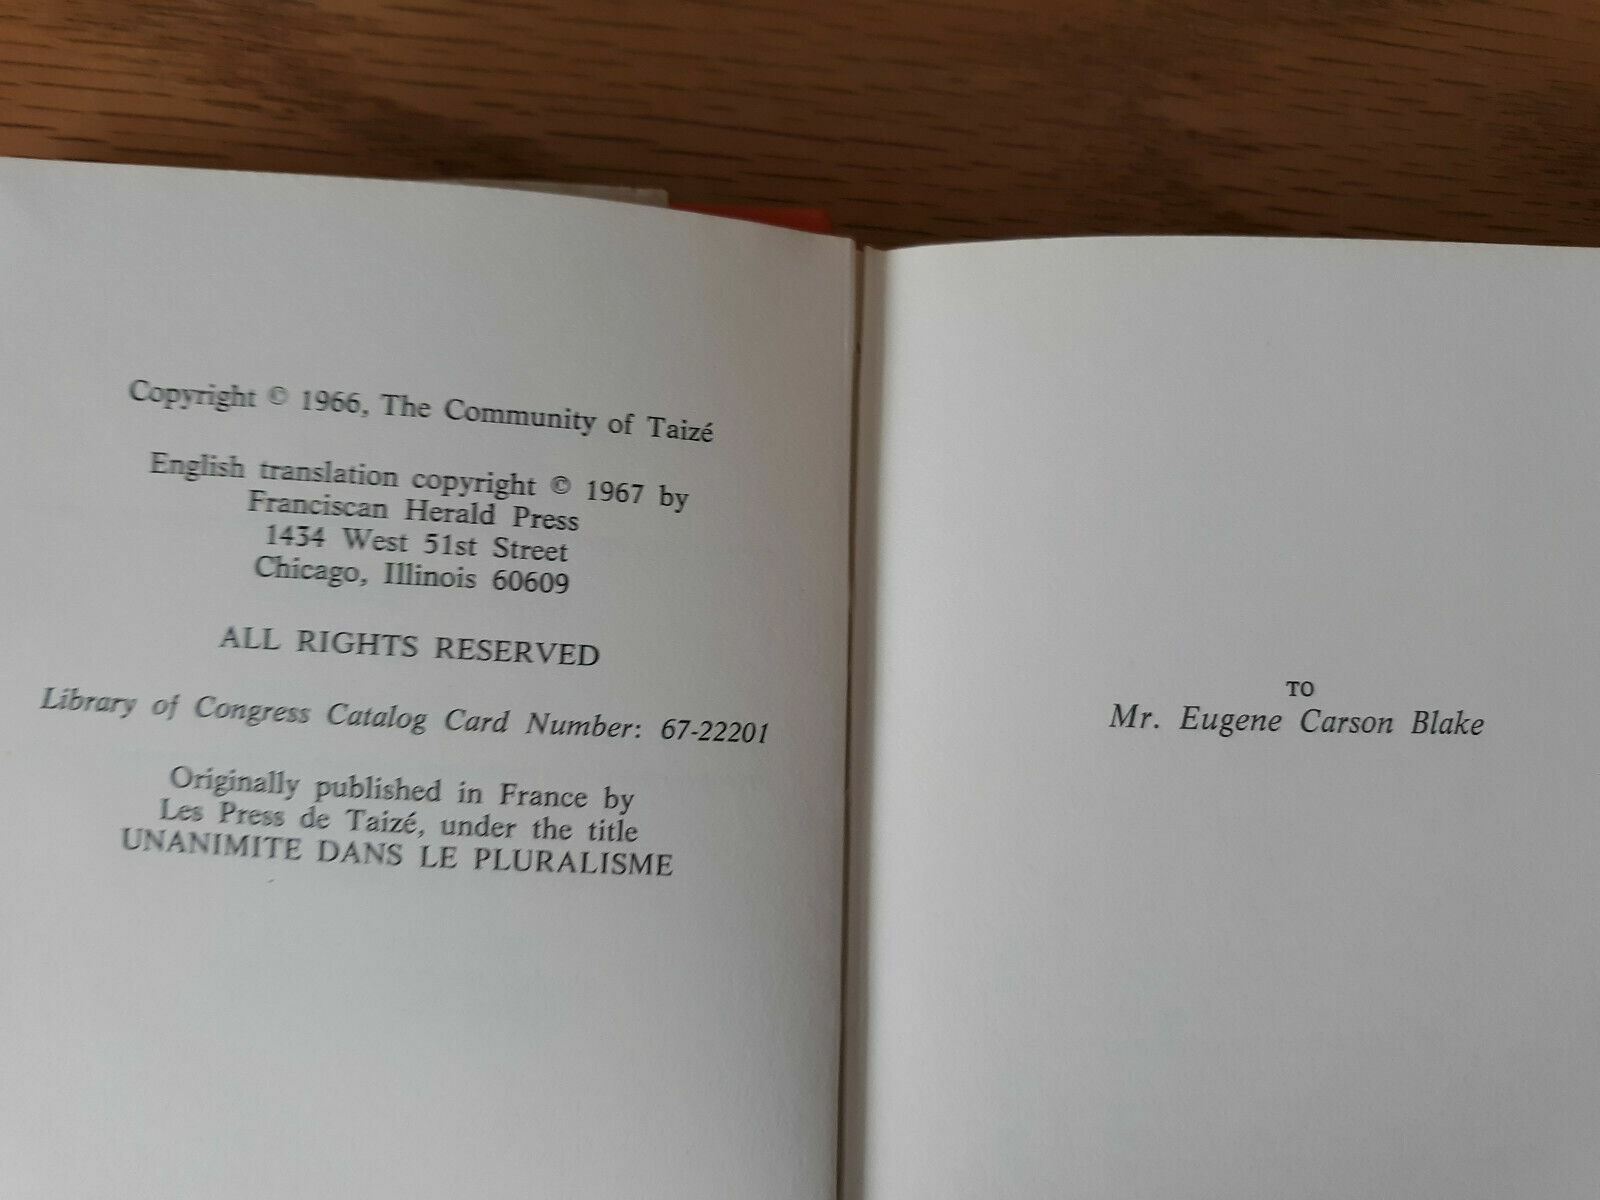 Copyright © 1966, The Community of Taizé
English translation copyright © 1967 by
Franciscan Herald Press
1434 West 51st Street
Chicago, Illinois 60609
ALL RIGHTS RESERVED
Library of Congress Catalog Card Number: 67-22201
Originally published in France by
Les Press de Taizé, under the title
UNANIMITE DANS LE PLURALISME
TO
Mr. Eugene Carson Blake